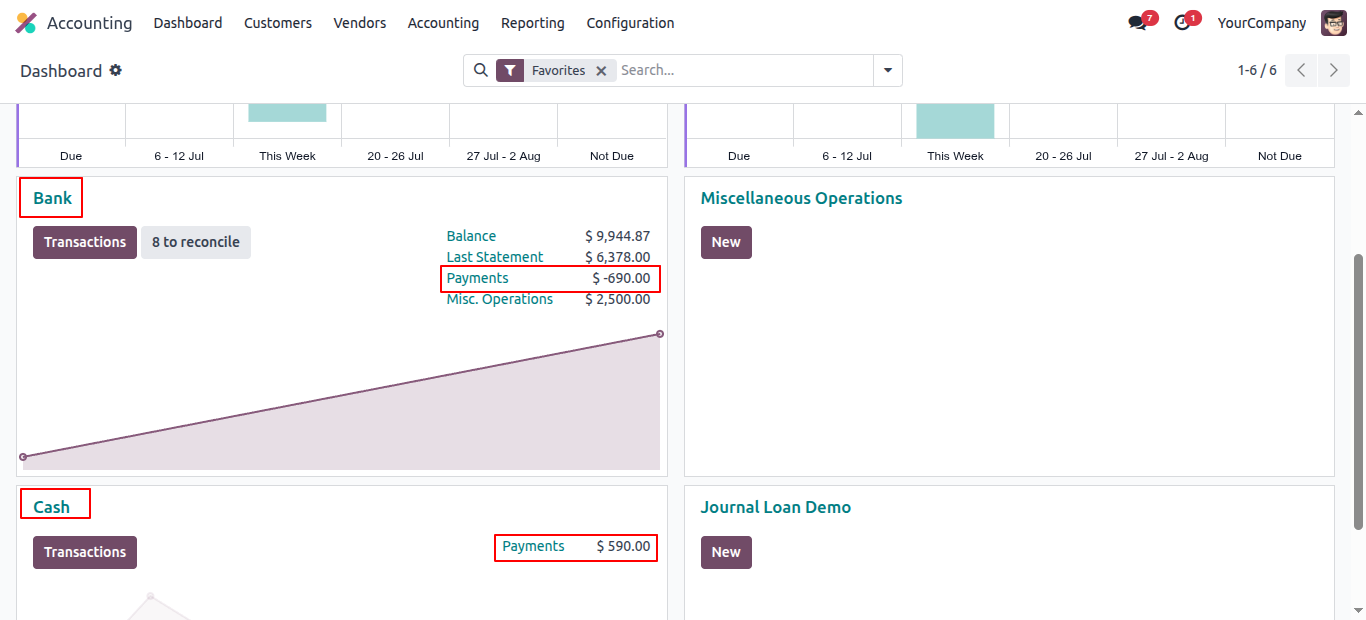 Accounting Dashboard Customers Vendors Accounting Reporting Configuration 7 1 YourCompany
Dashboard Favorites Search... 1-6 / 6
Due 6 - 12 Jul This Week 20 - 26 Jul 27 Jul - 2 Aug Not Due
Due 6 - 12 Jul This Week 20 - 26 Jul 27 Jul - 2 Aug Not Due
Bank
Transactions 8 to reconcile
Balance $ 9,944.87
Last Statement $ 6,378.00
Payments $ -690.00
Misc. Operations $ 2,500.00
Miscellaneous Operations
New
Cash
Transactions
Payments $ 590.00
Journal Loan Demo
New